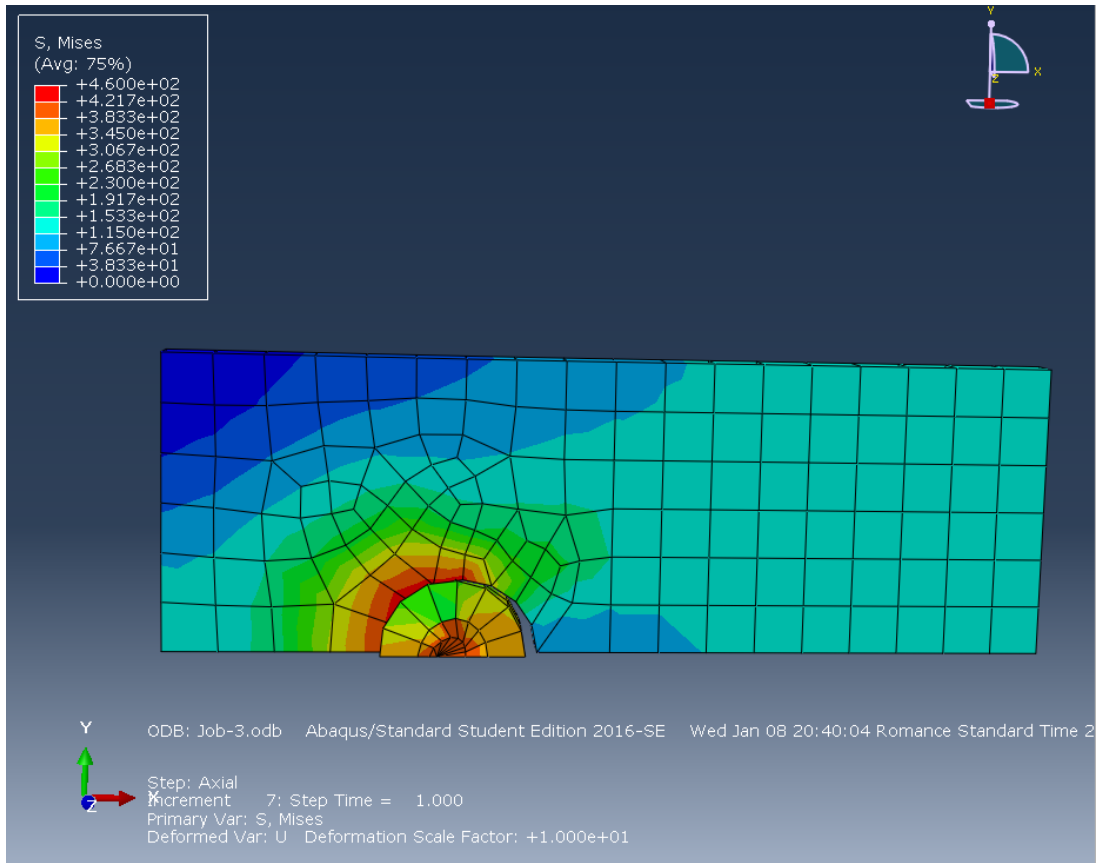 S, Mises
(Avg: 75%)
+4.600e+02
+4.217e+02
+3.833e+02
+3.450e+02
+3.067e+02
+2.683e+02
+2.300e+02
+1.917e+02
+1.533e+02
+1.150e+02
+7.667e+01
+3.833e+01
+0.000e+00
Y
Z X
Y
Z X
ODB: Job-3.odb Abaqus/Standard Student Edition 2016-SE Wed Jan 08 20:40:04 Romance Standard Time 2
Step: Axial
Increment 7: Step Time = 1.000
Primary Var: S, Mises
Deformed Var: U Deformation Scale Factor: +1.000e+01